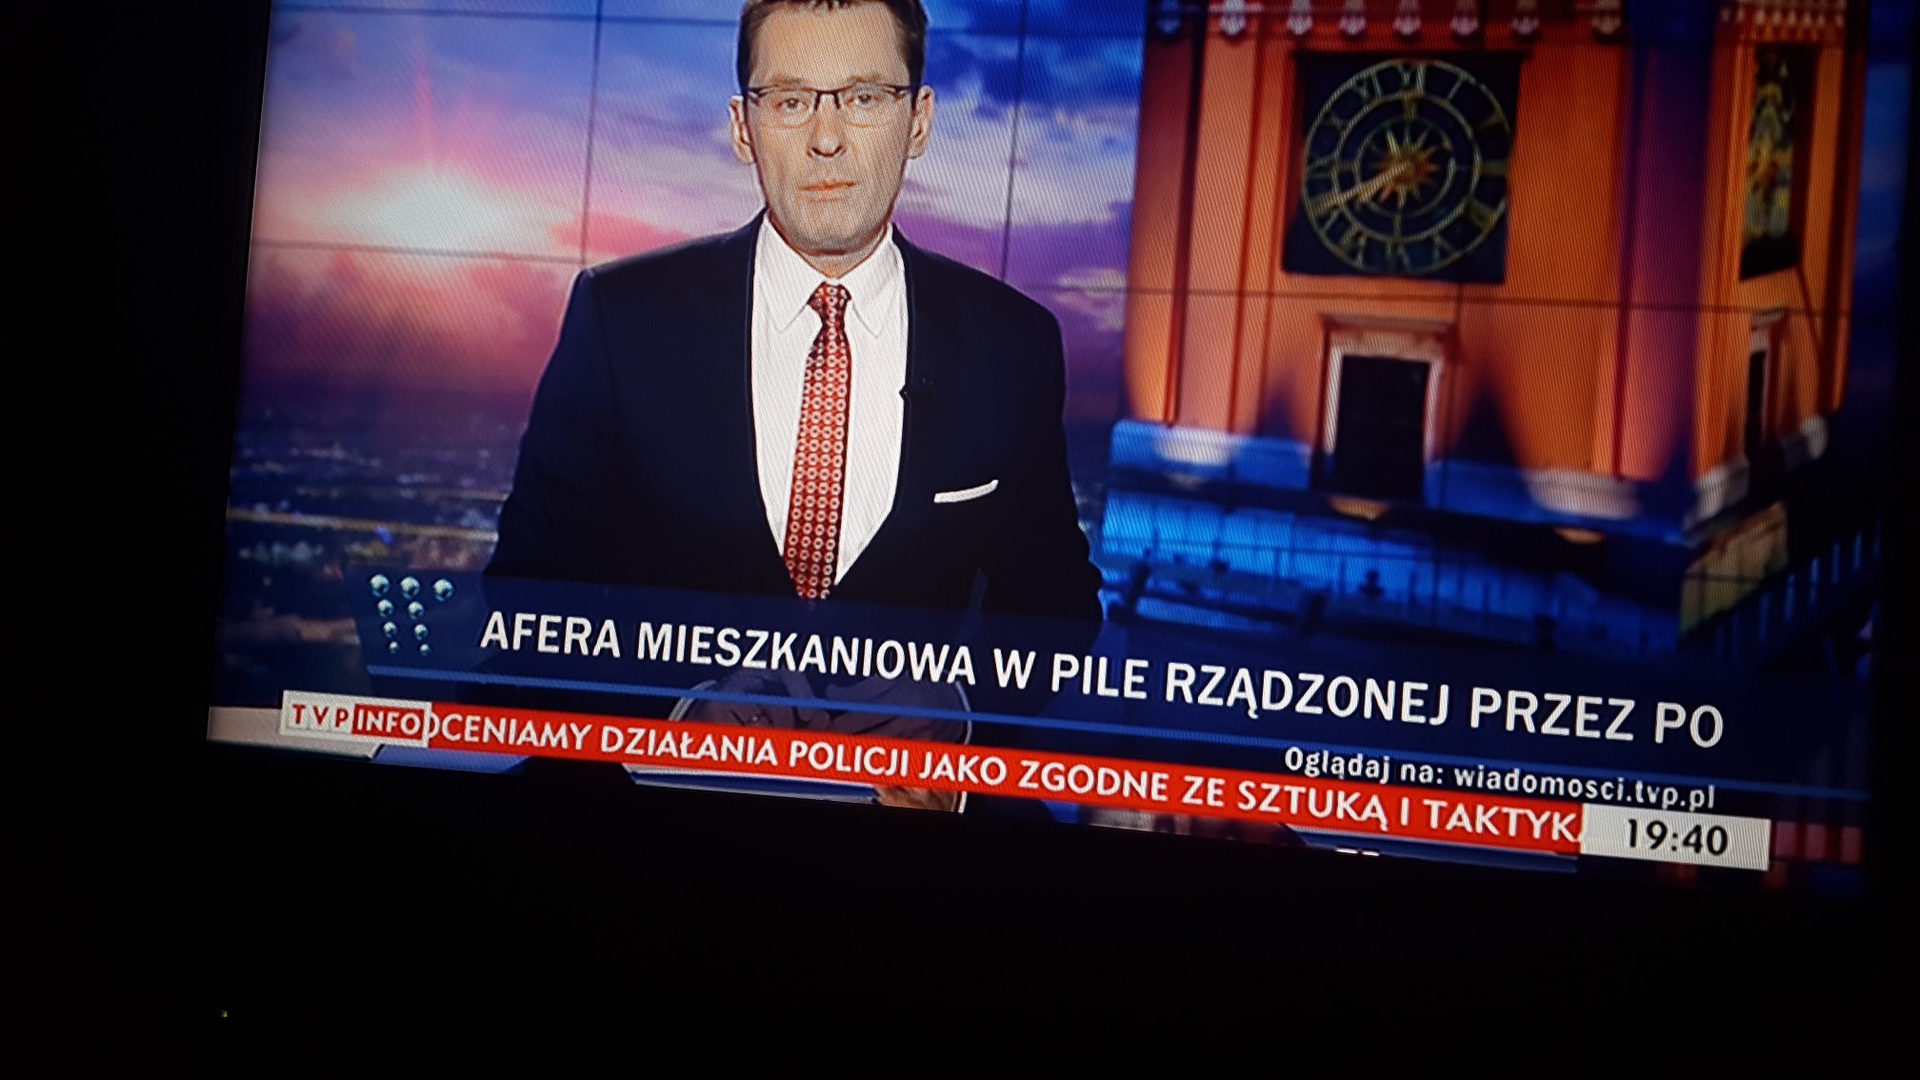 AFERA MIESZKANIOWA W PILE RZĄDZONEJ PRZEZ PO
Oglądaj na: wiadomosci.tvp.pl
TVP INFO OCENIAMY DZIAŁANIA POLICJI JAKO ZGODNE ZE SZTUKĄ I TAKTYK
19:40